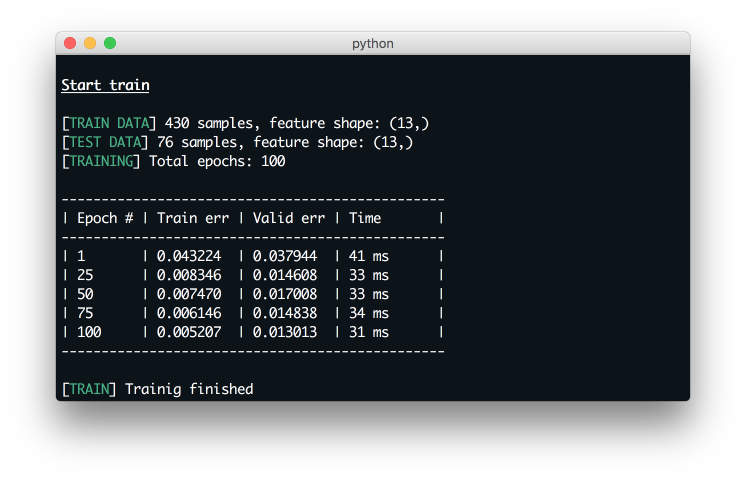 python
Start train
[TRAIN DATA] 430 samples, feature shape: (13,)
[TEST DATA] 76 samples, feature shape: (13,)
[TRAINING] Total epochs: 100
------------------------------------------------
| Epoch # | Train err | Valid err | Time       |
------------------------------------------------
| 1       | 0.043224  | 0.037944  | 41 ms      |
| 25      | 0.008346  | 0.014608  | 33 ms      |
| 50      | 0.007470  | 0.017008  | 33 ms      |
| 75      | 0.006146  | 0.014838  | 34 ms      |
| 100     | 0.005207  | 0.013013  | 31 ms      |
------------------------------------------------
[TRAIN] Trainig finished